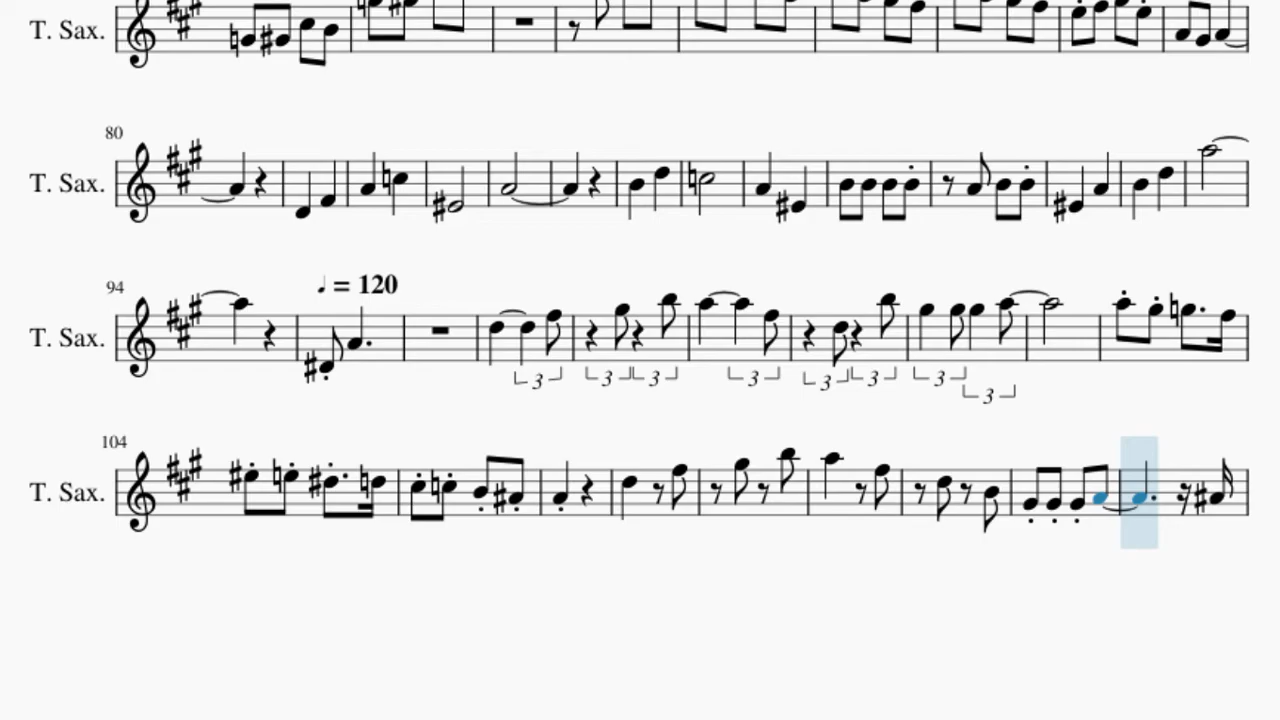 T. Sax.
80
T. Sax.
94
♩ = 120
T. Sax.
3 3 3 3 3 3 3 3
104
T. Sax.